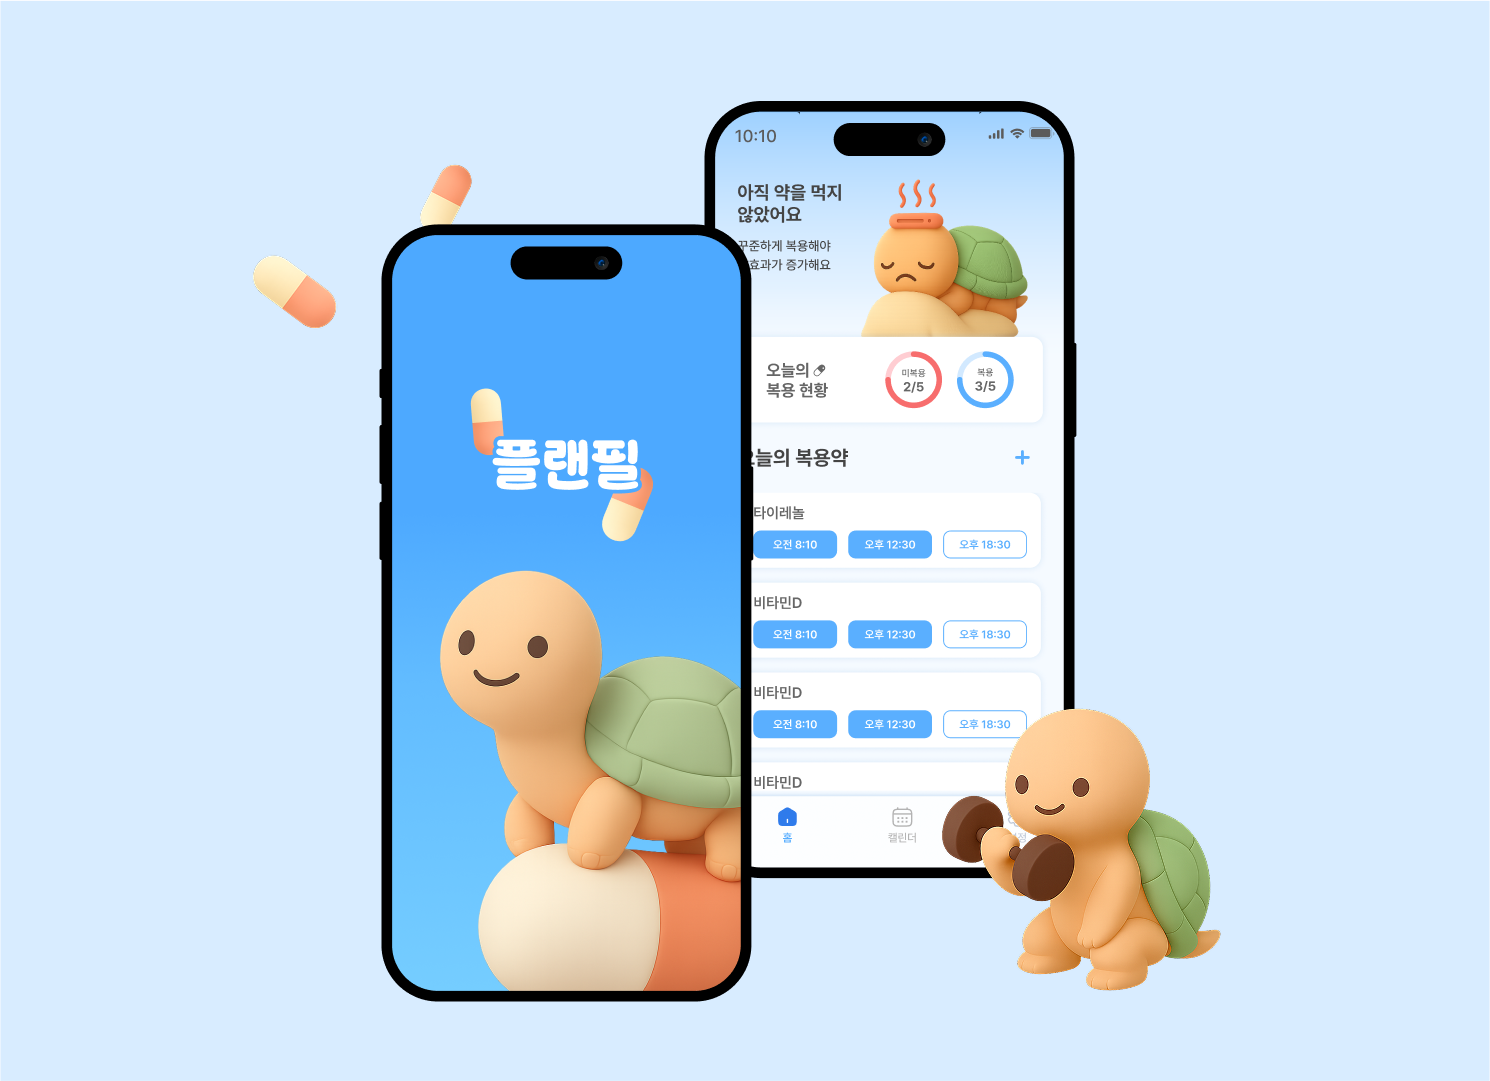 플랜필
10:10
아직 약을 먹지
않았어요
꾸준하게 복용해야
효과가 증가해요
오늘의
복용 현황
미복용
2/5
복용
3/5
오늘의 복용약
+
타이레놀
오전 8:10 오후 12:30 오후 18:30
비타민D
오전 8:10 오후 12:30 오후 18:30
비타민D
오전 8:10 오후 12:30 오후 18:30
비타민D
홈 캘린더